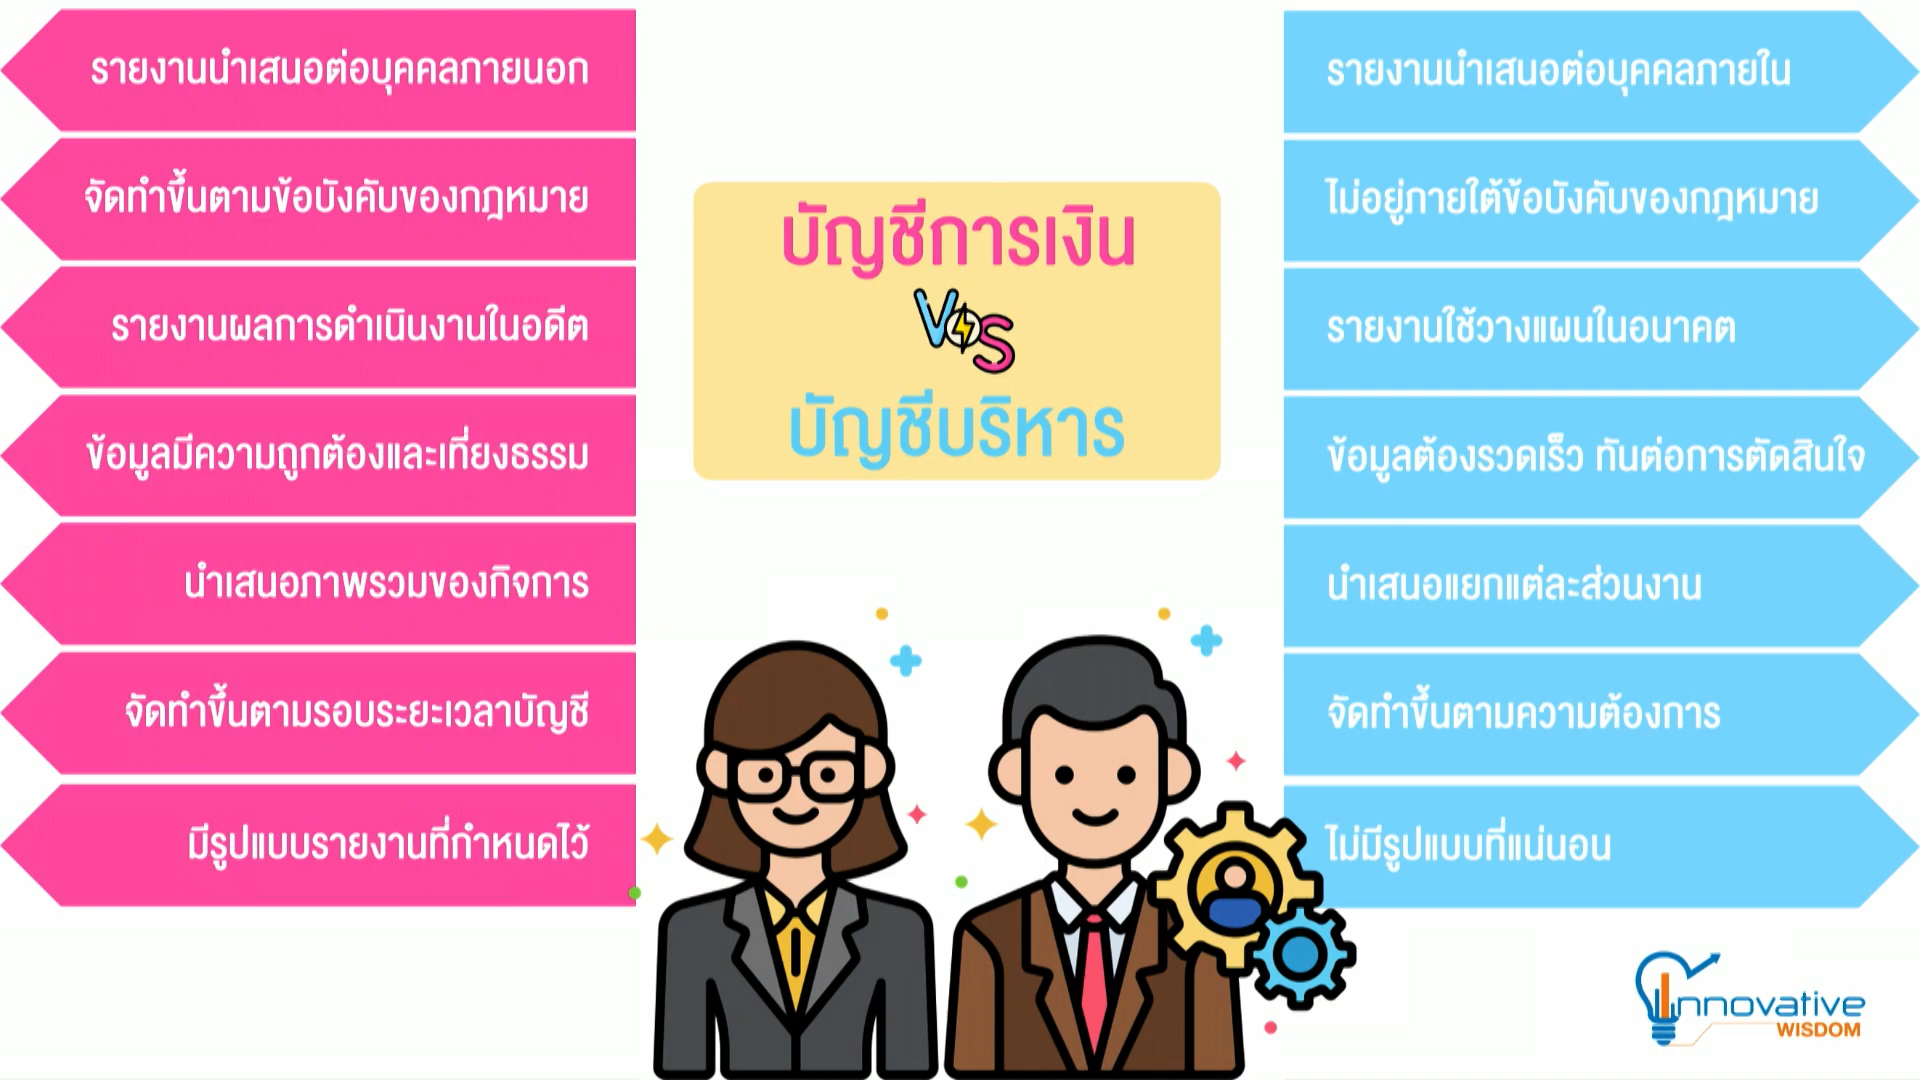 รายงานนำเสนอต่อบุคคลภายนอก
จัดทำขึ้นตามข้อบังคับของกฎหมาย
รายงานผลการดำเนินงานในอดีต
ข้อมูลมีความถูกต้องและเที่ยงธรรม
นำเสนอภาพรวมของกิจการ
จัดทำขึ้นตามรอบระยะเวลาบัญชี
มีรูปแบบรายงานที่กำหนดไว้
บัญชีการเงิน
VS
บัญชีบริหาร
รายงานนำเสนอต่อบุคคลภายใน
ไม่อยู่ภายใต้ข้อบังคับของกฎหมาย
รายงานใช้วางแผนในอนาคต
ข้อมูลต้องรวดเร็ว ทันต่อการตัดสินใจ
นำเสนอแยกแต่ละส่วนงาน
จัดทำขึ้นตามความต้องการ
ไม่มีรูปแบบที่แน่นอน
innovative
WISDOM